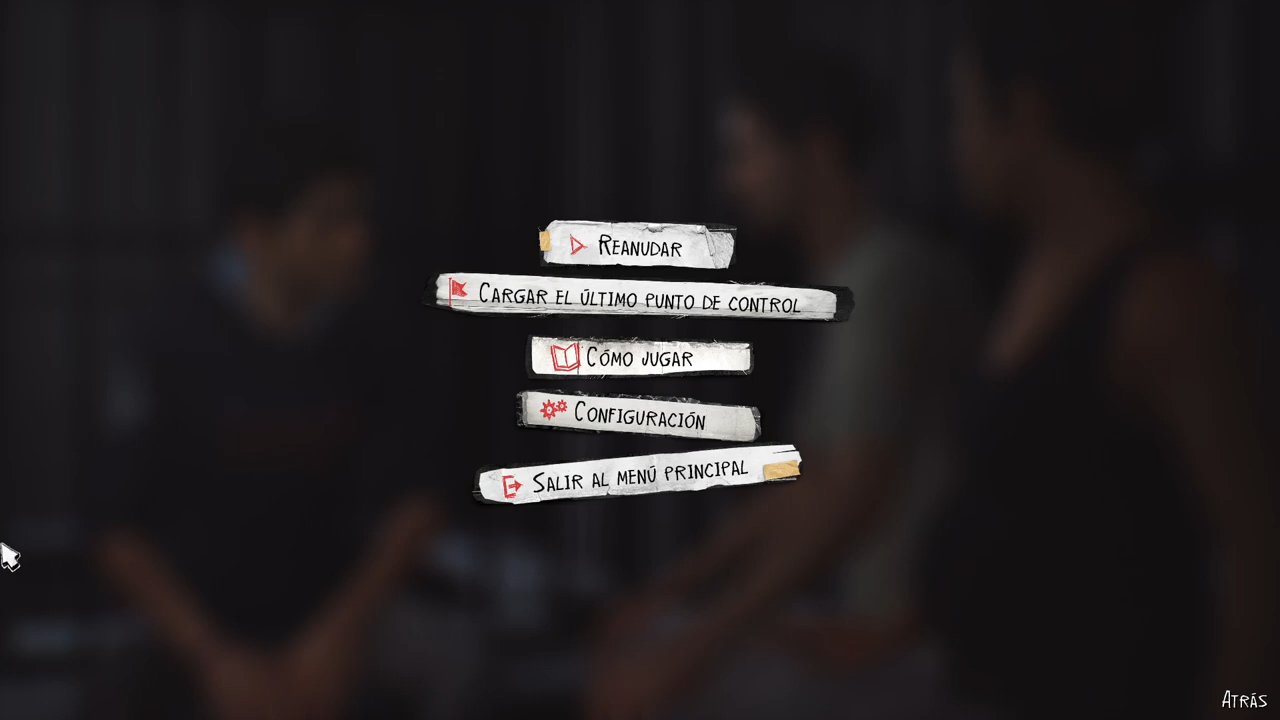 Reanudar
Cargar el último punto de control
Cómo jugar
Configuración
Salir al menú principal
Atrás